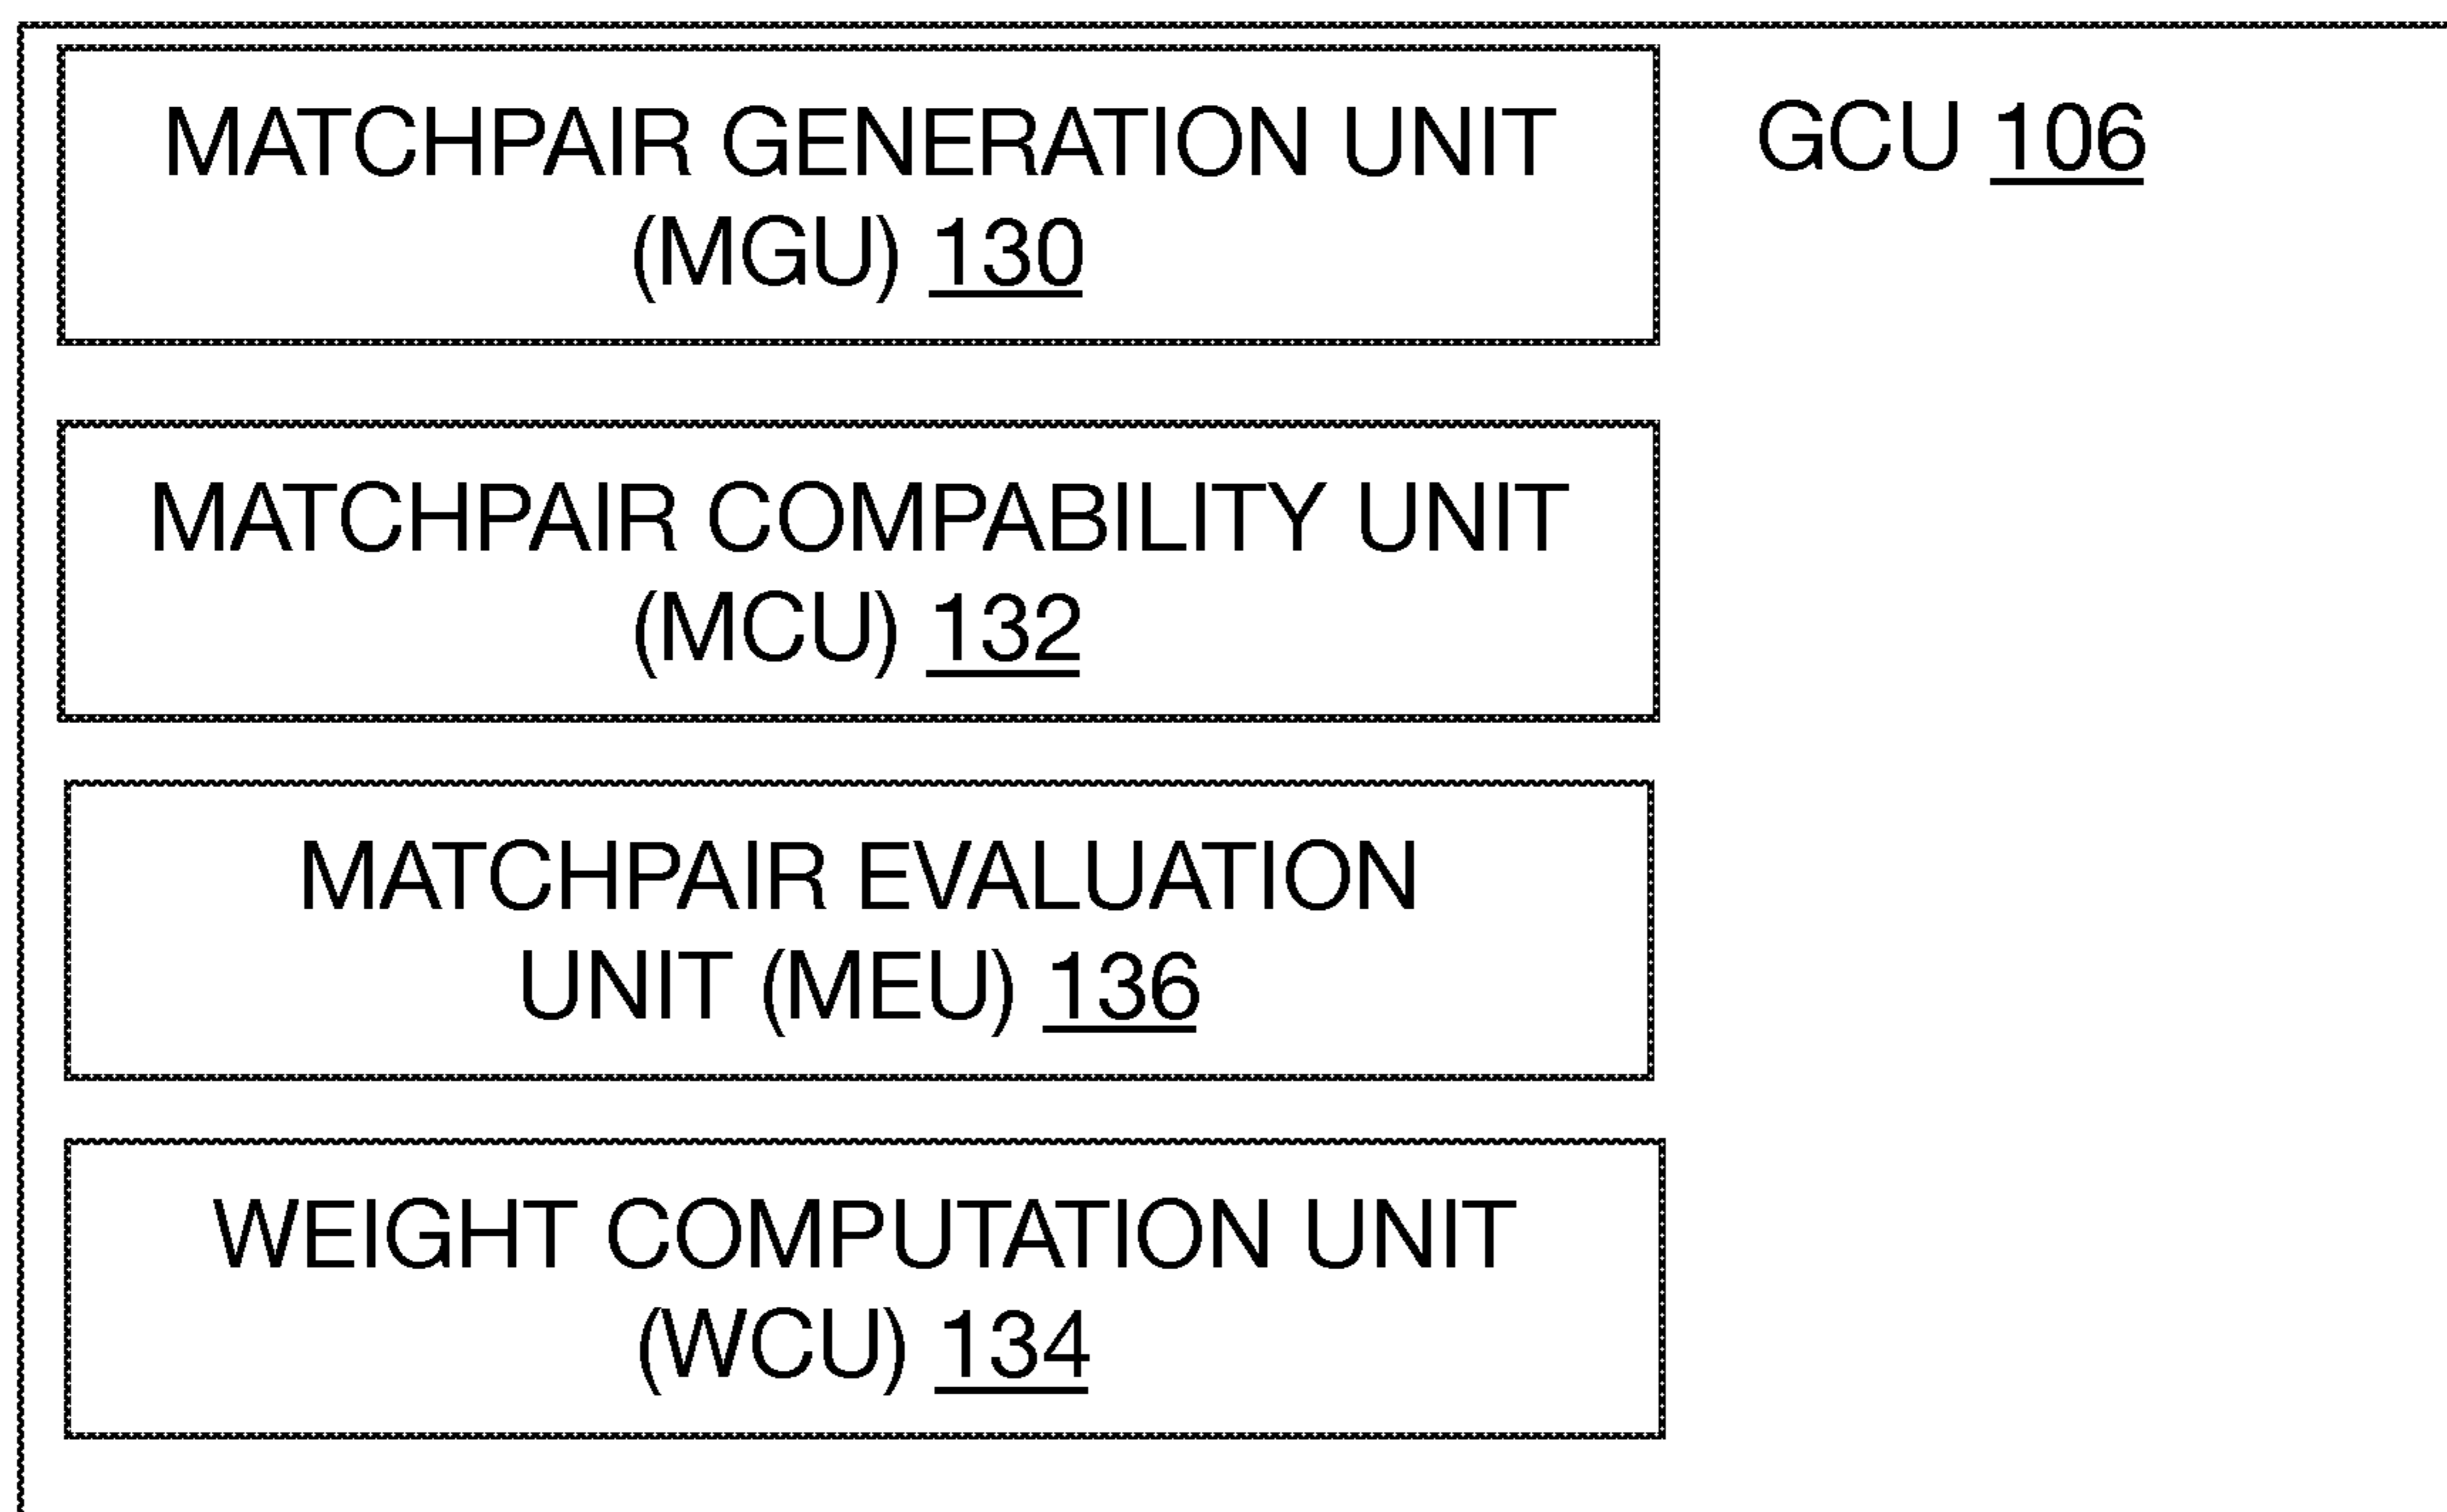 MATCHPAIR GENERATION UNIT
(MGU) 130
GCU 106
MATCHPAIR COMPABILITY UNIT
(MCU) 132
MATCHPAIR EVALUATION
UNIT (MEU) 136
WEIGHT COMPUTATION UNIT
(WCU) 134